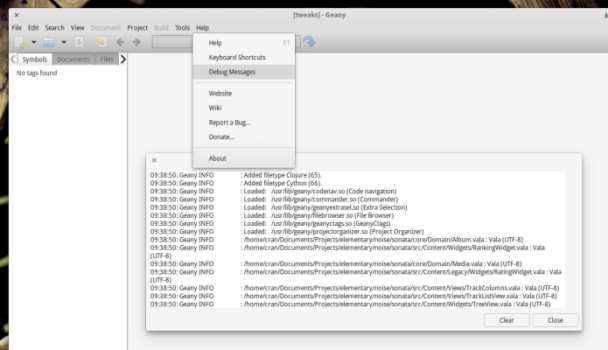 [tweaks] - Geany
File Edit Search View Document Project Build Tools Help
Symbols Documents Files
No tags found
Help F1
Keyboard Shortcuts
Debug Messages
Website
Wiki
Report a Bug...
Donate...
About
09:38:50: Geany INFO : Added filetype Clojure (65).
09:38:50: Geany INFO : Added filetype Cython (66).
09:38:50: Geany INFO : Loaded: /usr/lib/geany/codenav.so (Code navigation)
09:38:50: Geany INFO : Loaded: /usr/lib/geany/commander.so (Commander)
09:38:50: Geany INFO : Loaded: /usr/lib/geany/geanyextrasel.so (Extra Selection)
09:38:50: Geany INFO : Loaded: /usr/lib/geany/filebrowser.so (File Browser)
09:38:50: Geany INFO : Loaded: /usr/lib/geany/geanyctags.so (GeanyCtags)
09:38:50: Geany INFO : Loaded: /usr/lib/geany/projectorganizer.so (Project Organizer)
09:38:50: Geany INFO : /home/cran/Documents/Projects/elementary/noise/sonata/core/Domain/Album.vala : Vala (UTF-8)
09:38:50: Geany INFO : /home/cran/Documents/Projects/elementary/noise/sonata/src/Content/Widgets/RankingWidget.vala : Vala
(UTF-8)
09:38:50: Geany INFO : /home/cran/Documents/Projects/elementary/noise/sonata/core/Domain/Media.vala : Vala (UTF-8)
09:38:50: Geany INFO : /home/cran/Documents/Projects/elementary/noise/sonata/src/Content/Legacy/Widgets/RatingWidget.vala : Vala
(UTF-8)
09:38:50: Geany INFO : /home/cran/Documents/Projects/elementary/noise/sonata/src/Content/Views/TrackColumns.vala : Vala (UTF-8)
09:38:50: Geany INFO : /home/cran/Documents/Projects/elementary/noise/sonata/src/Content/Views/TrackListView.vala : Vala (UTF-8)
09:38:50: Geany INFO : /home/cran/Documents/Projects/elementary/noise/sonata/src/Content/Widgets/TreeView.vala : Vala (UTF-8)
Clear Close